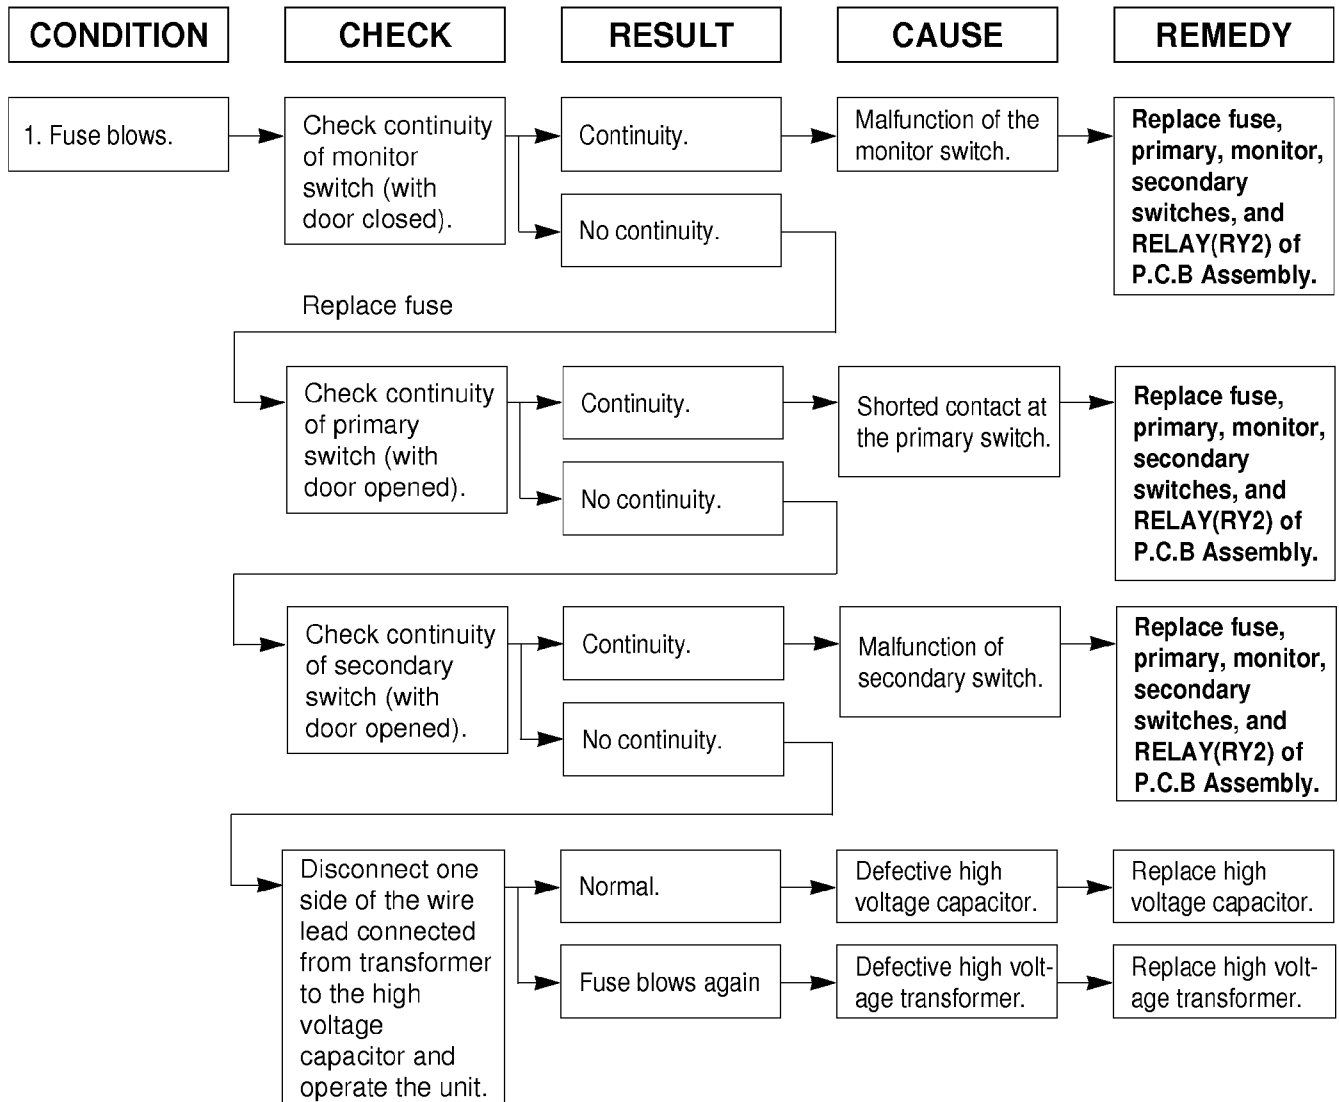 CONDITION
CHECK
RESULT
CAUSE
REMEDY
1. Fuse blows.
Check continuity
of monitor
switch (with
door closed).
Continuity.
No continuity.
Malfunction of the
monitor switch.
Replace fuse,
primary, monitor,
secondary
switches, and
RELAY(RY2) of
P.C.B Assembly.
Replace fuse
Check continuity
of primary
switch (with
door opened).
Continuity.
No continuity.
Shorted contact at
the primary switch.
Replace fuse,
primary, monitor,
secondary
switches, and
RELAY(RY2) of
P.C.B Assembly.
Check continuity
of secondary
switch (with
door opened).
Continuity.
No continuity.
Malfunction of
secondary switch.
Replace fuse,
primary, monitor,
secondary
switches, and
RELAY(RY2) of
P.C.B Assembly.
Disconnect one
side of the wire
lead connected
from transformer
to the high
voltage
capacitor and
operate the unit.
Normal.
Defective high
voltage capacitor.
Replace high
voltage capacitor.
Fuse blows again
Defective high volt-
age transformer.
Replace high volt-
age transformer.